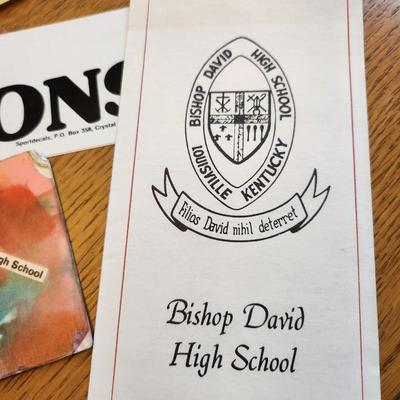 ONS
Sportdecals, P.O. Box 358, Crystal
gh School
BISHOP DAVID HIGH SCHOOL
LOUISVILLE KENTUCKY
Filios David nihil deterret
Bishop David
High School